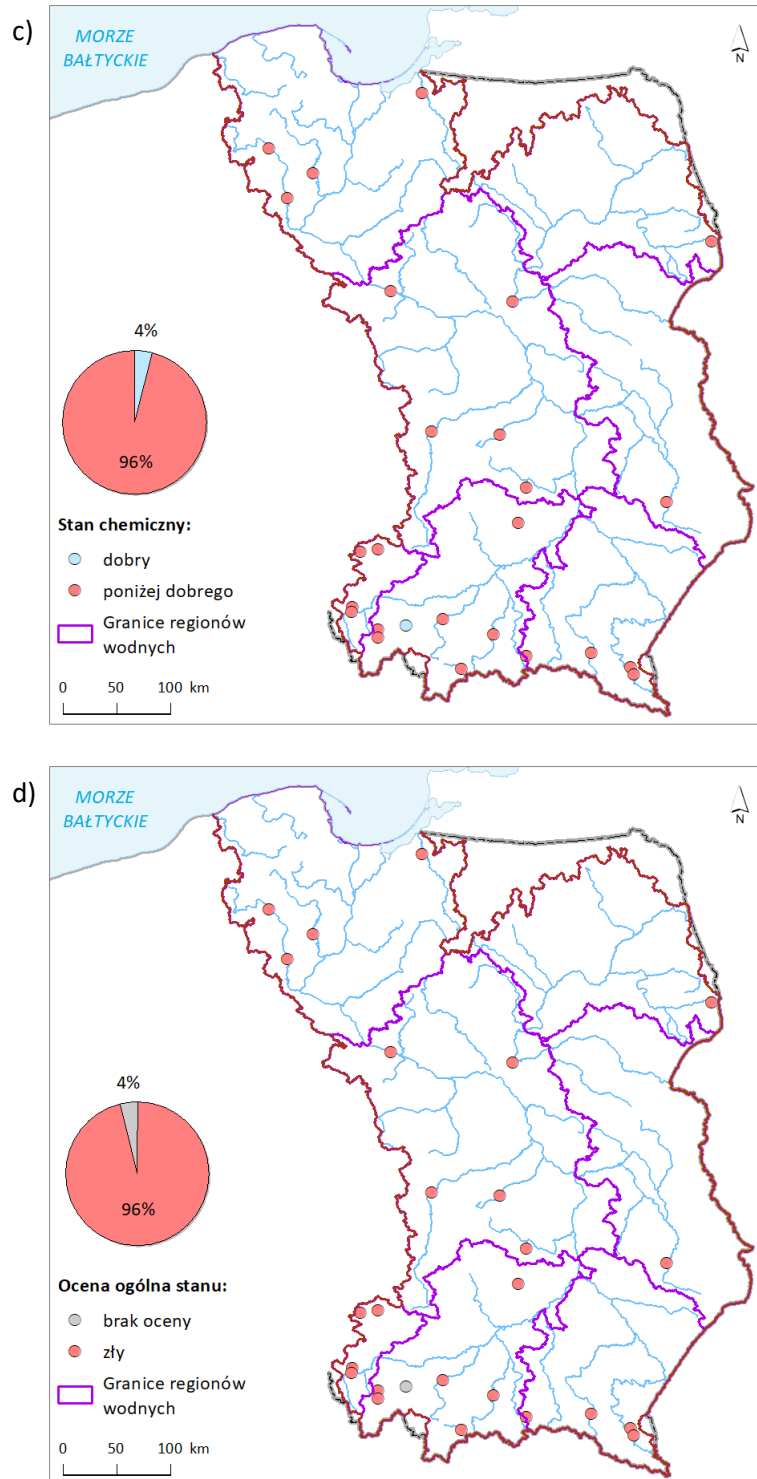 c)
MORZE
BAŁTYCKIE
N
4%
96%
Stan chemiczny:
dobry
poniżej dobrego
Granice regionów
wodnych
0 50 100 km
d)
MORZE
BAŁTYCKIE
N
4%
96%
Ocena ogólna stanu:
brak oceny
zły
Granice regionów
wodnych
0 50 100 km